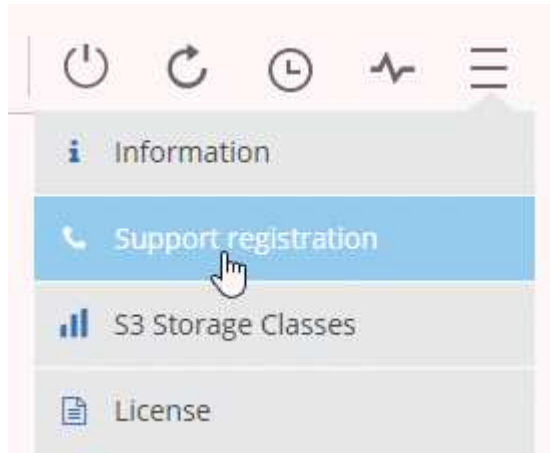 Information
Support registration
S3 Storage Classes
License